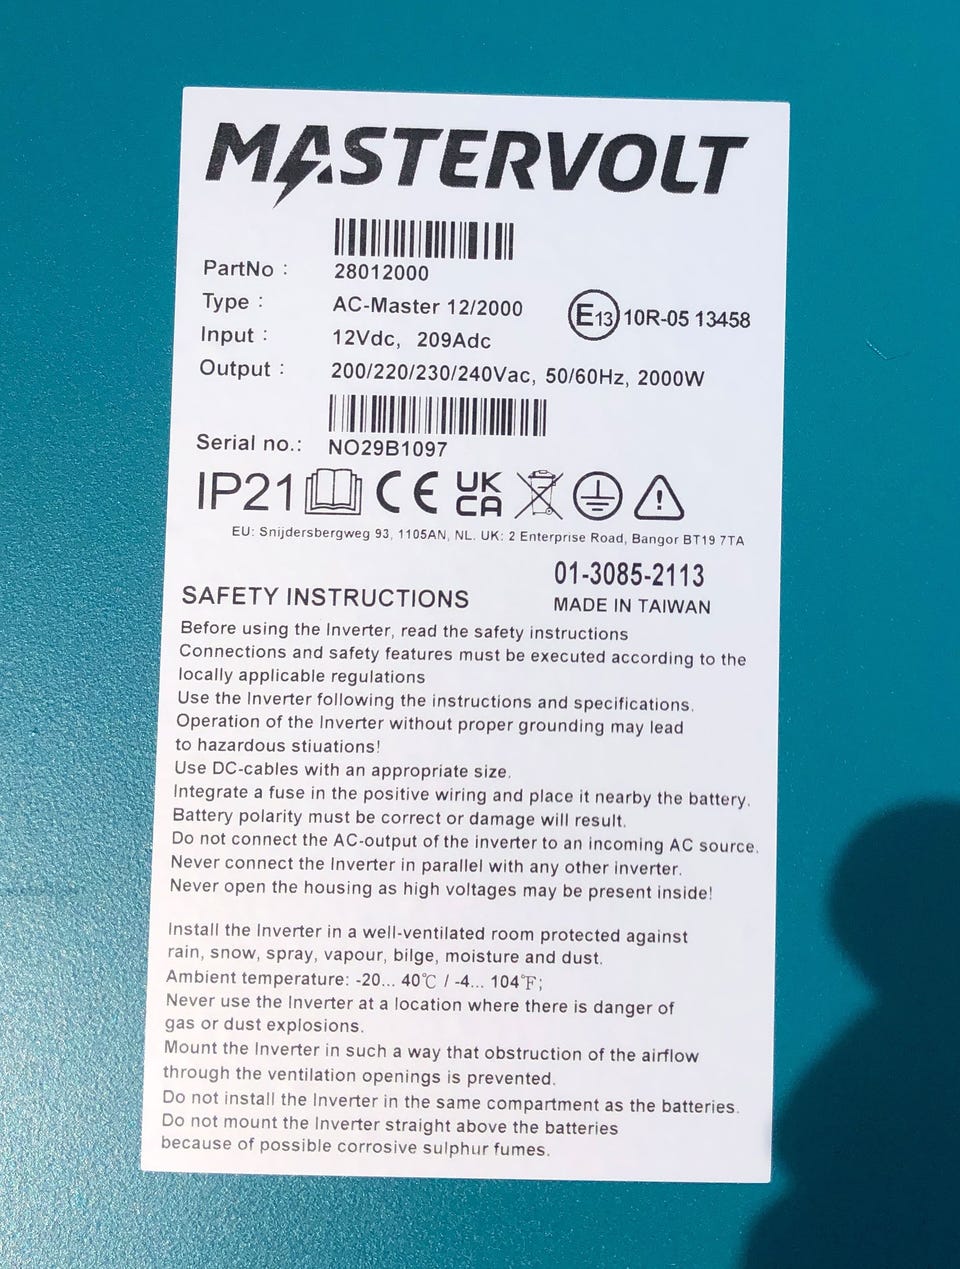 MASTERVOLT
PartNo : 28012000
Type : AC-Master 12/2000
E13 10R-05 13458
Input : 12Vdc, 209Adc
Output : 200/220/230/240Vac, 50/60Hz, 2000W
Serial no.: NO29B1097
IP21 CE UK CA
EU: Snijdersbergweg 93, 1105AN, NL. UK: 2 Enterprise Road, Bangor BT19 7TA
01-3085-2113
SAFETY INSTRUCTIONS
MADE IN TAIWAN
Before using the Inverter, read the safety instructions
Connections and safety features must be executed according to the
locally applicable regulations
Use the Inverter following the instructions and specifications.
Operation of the Inverter without proper grounding may lead
to hazardous stiuations!
Use DC-cables with an appropriate size.
Integrate a fuse in the positive wiring and place it nearby the battery.
Battery polarity must be correct or damage will result.
Do not connect the AC-output of the inverter to an incoming AC source.
Never connect the Inverter in parallel with any other inverter.
Never open the housing as high voltages may be present inside!
Install the Inverter in a well-ventilated room protected against
rain, snow, spray, vapour, bilge, moisture and dust.
Ambient temperature: -20... 40℃ / -4... 104℉;
Never use the Inverter at a location where there is danger of
gas or dust explosions.
Mount the Inverter in such a way that obstruction of the airflow
through the ventilation openings is prevented.
Do not install the Inverter in the same compartment as the batteries.
Do not mount the Inverter straight above the batteries
because of possible corrosive sulphur fumes.